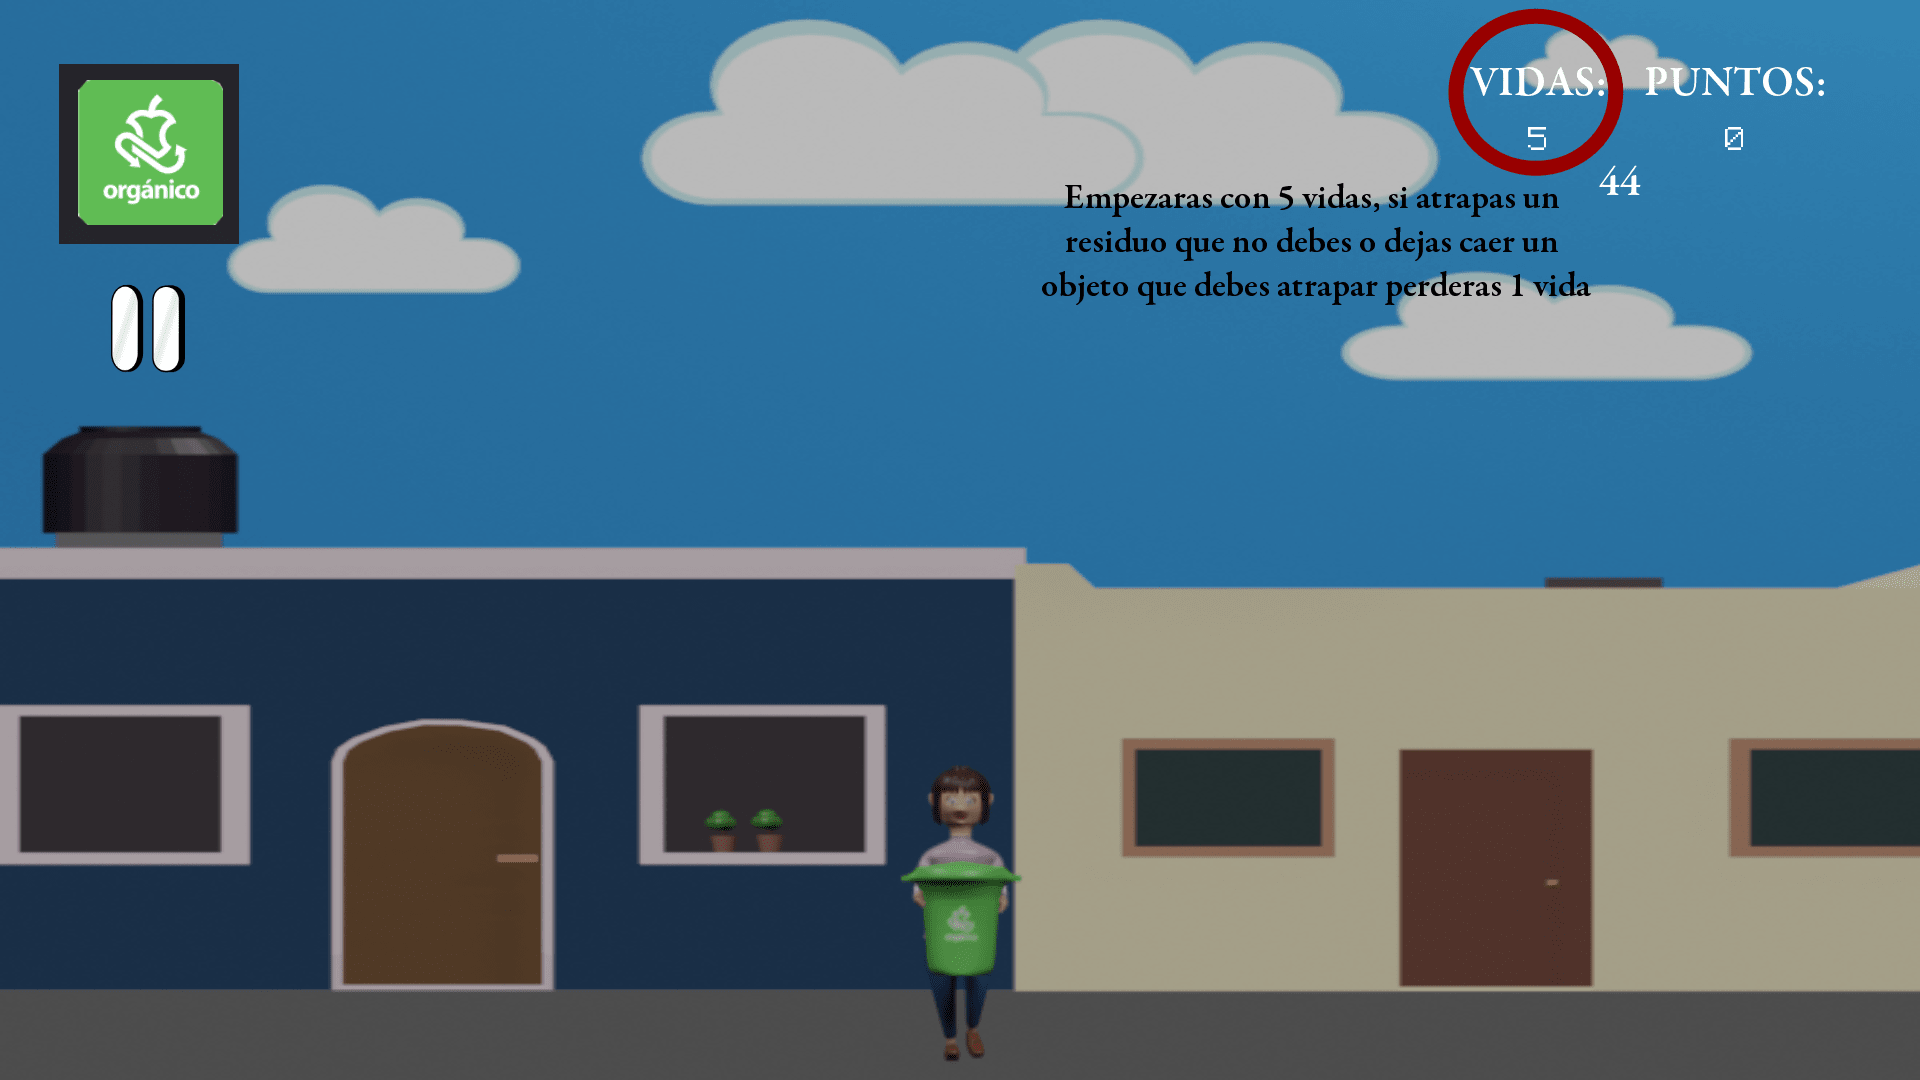 orgánico
VIDAS: PUNTOS:
5 0
44
Empezaras con 5 vidas, si atrapas un
residuo que no debes o dejas caer un
objeto que debes atrapar perderas 1 vida